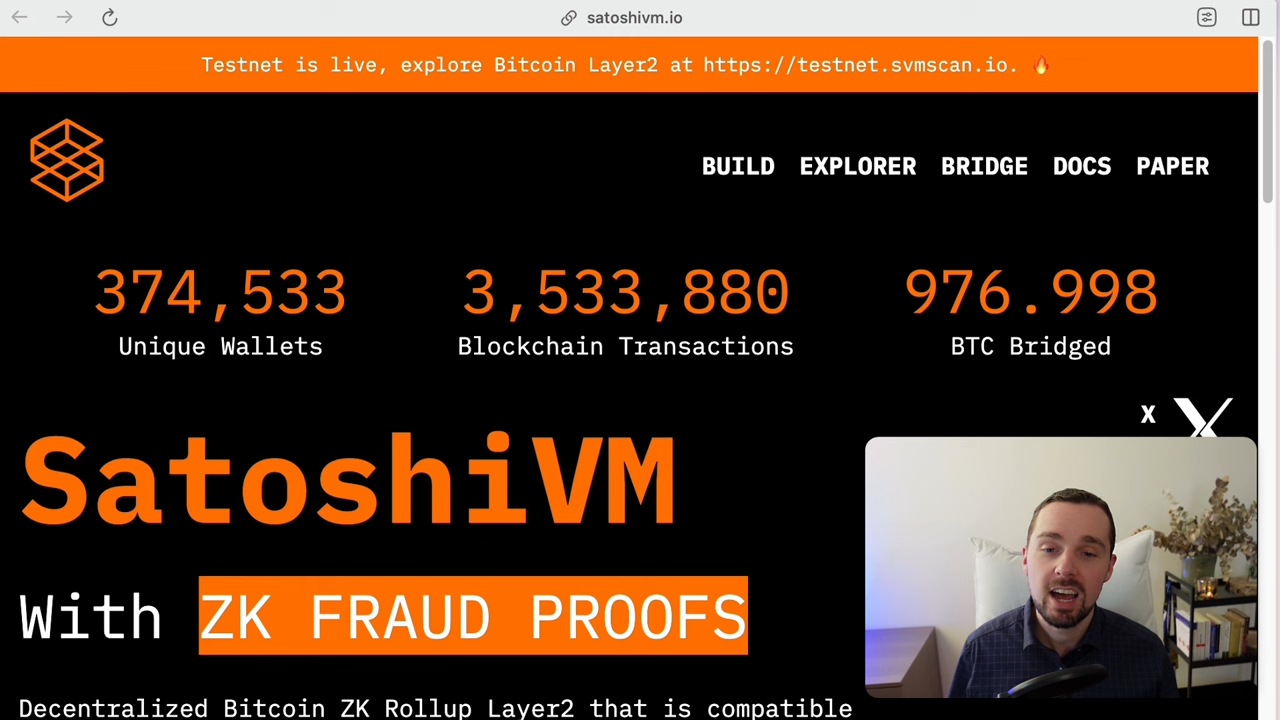 satoshivm.io
Testnet is live, explore Bitcoin Layer2 at https://testnet.svmscan.io. 🔥
BUILD EXPLORER BRIDGE DOCS PAPER
374,533 3,533,880 976.998
Unique Wallets Blockchain Transactions BTC Bridged
X
SatoshiVM
With ZK FRAUD PROOFS
Decentralized Bitcoin ZK Rollup Layer2 that is compatible